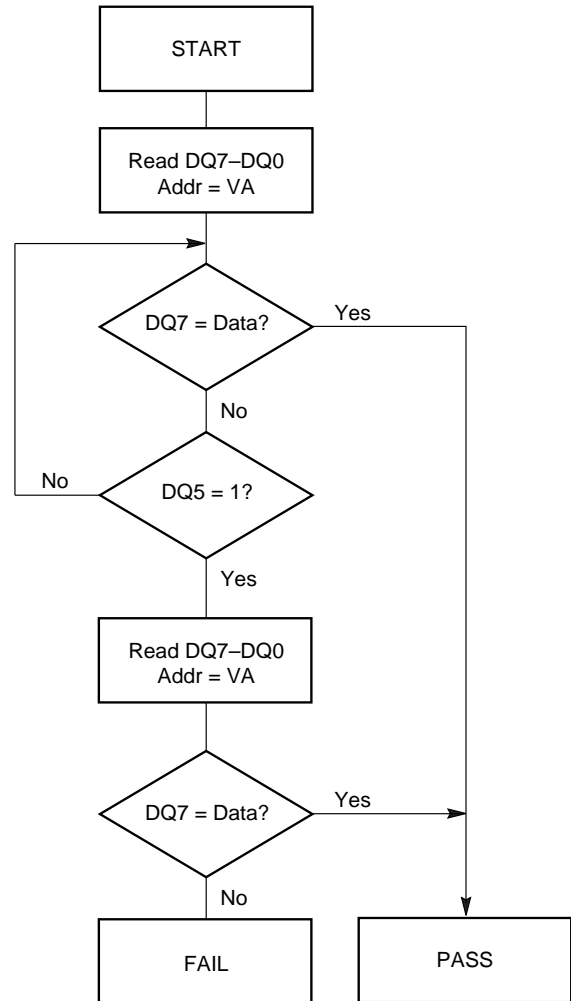 START
Read DQ7–DQ0
Addr = VA
DQ7 = Data?
Yes
No
No
DQ5 = 1?
Yes
Read DQ7–DQ0
Addr = VA
DQ7 = Data?
Yes
No
FAIL
PASS